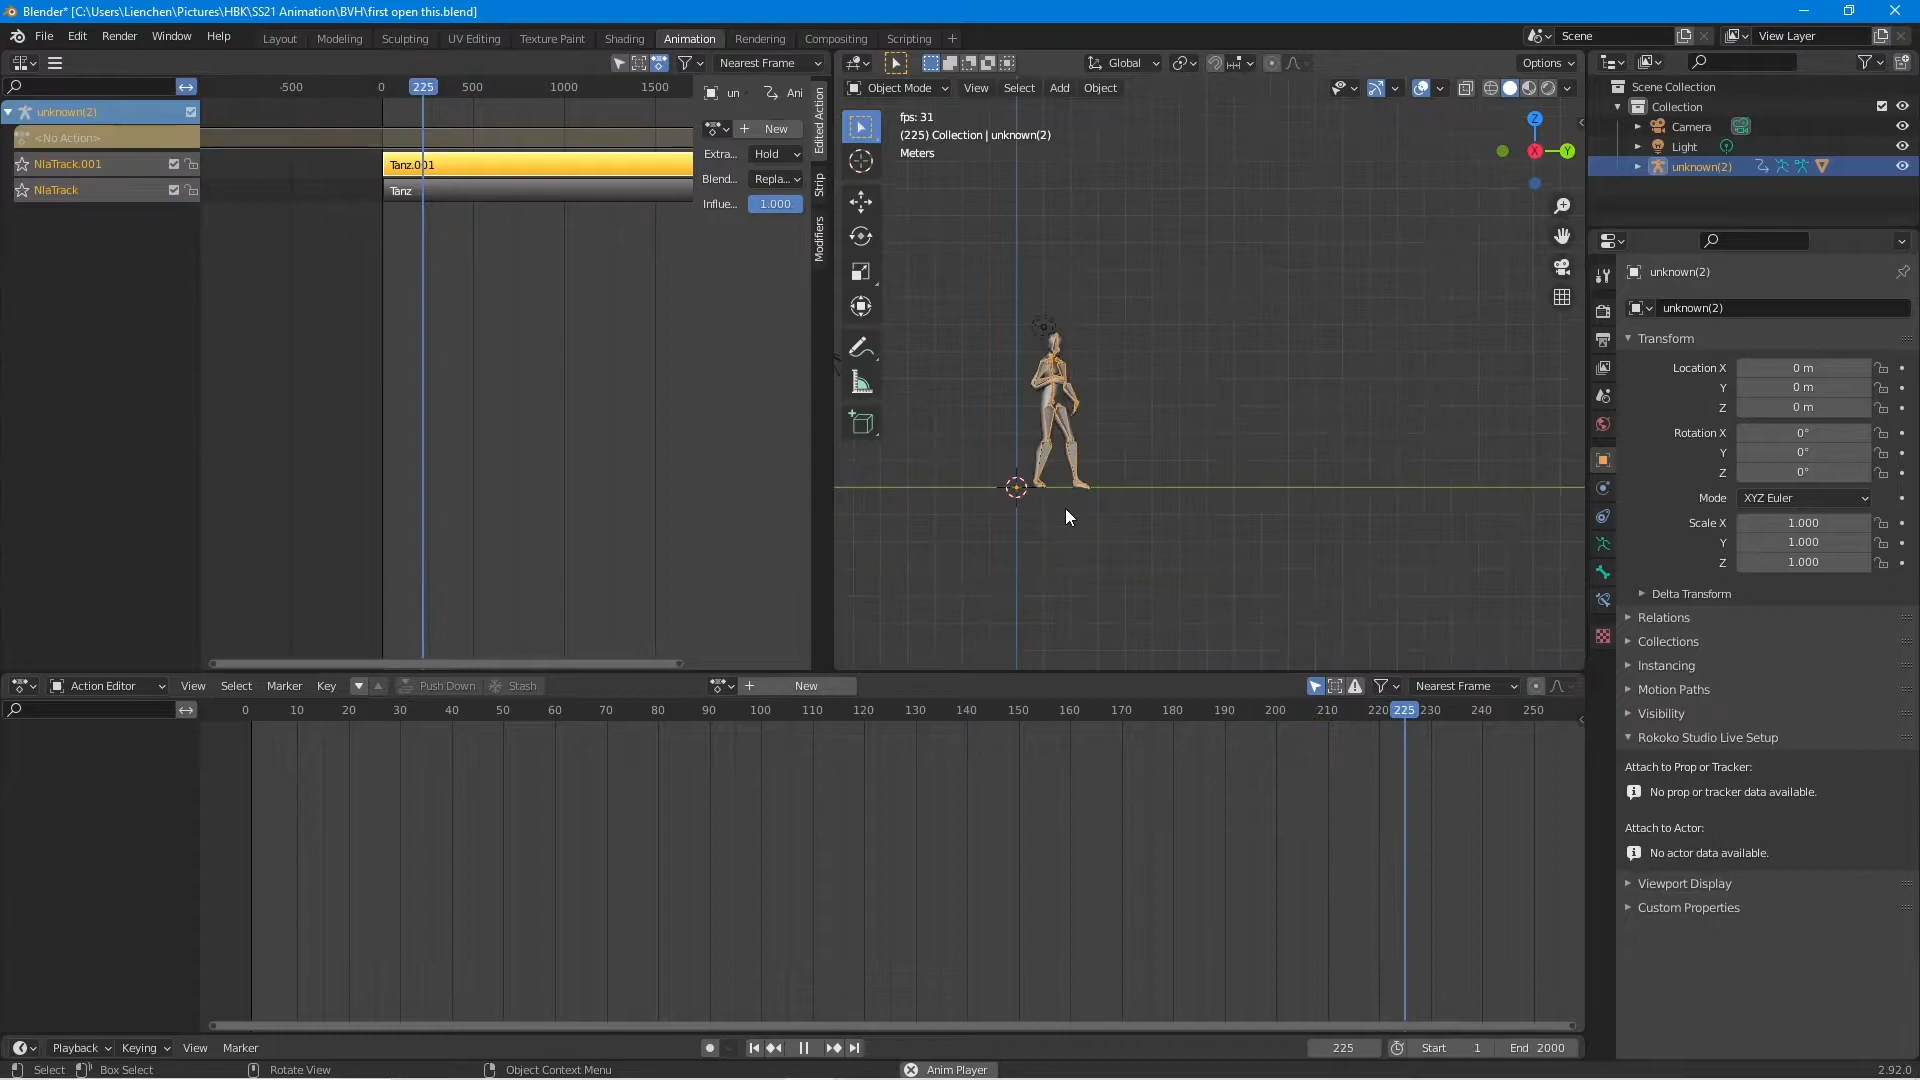 Blender* [C:\Users\Lienchen\Pictures\HBK\SS21 Animation\BVH\first open this.blend]
File Edit Render Window Help
Layout Modeling Sculpting UV Editing Texture Paint Shading Animation Rendering Compositing Scripting +
Scene
View Layer
Nearest Frame
Global
Options
-500 0 225 500 1000 1500
un Ani
Object Mode View Select Add Object
unknown(2)
<No Action>
NlaTrack.001
NlaTrack
Tanz.001
Tanz
New
Extra... Hold
Blend... Repla...
Influe... 1.000
Edited Action
Strip
Modifiers
fps: 31
(225) Collection | unknown(2)
Meters
Z
X
Y
Scene Collection
Collection
Camera
Light
unknown(2)
unknown(2)
unknown(2)
Transform
Location X 0 m
Y 0 m
Z 0 m
Rotation X 0°
Y 0°
Z 0°
Mode XYZ Euler
Scale X 1.000
Y 1.000
Z 1.000
Delta Transform
Relations
Collections
Instancing
Motion Paths
Visibility
Rokoko Studio Live Setup
Attach to Prop or Tracker:
No prop or tracker data available.
Attach to Actor:
No actor data available.
Viewport Display
Custom Properties
Action Editor View Select Marker Key Push Down Stash New Nearest Frame
0 10 20 30 40 50 60 70 80 90 100 110 120 130 140 150 160 170 180 190 200 210 220 225 230 240 250
Playback Keying View Marker
225 Start 1 End 2000
Select Box Select Rotate View Object Context Menu Anim Player 2.92.0